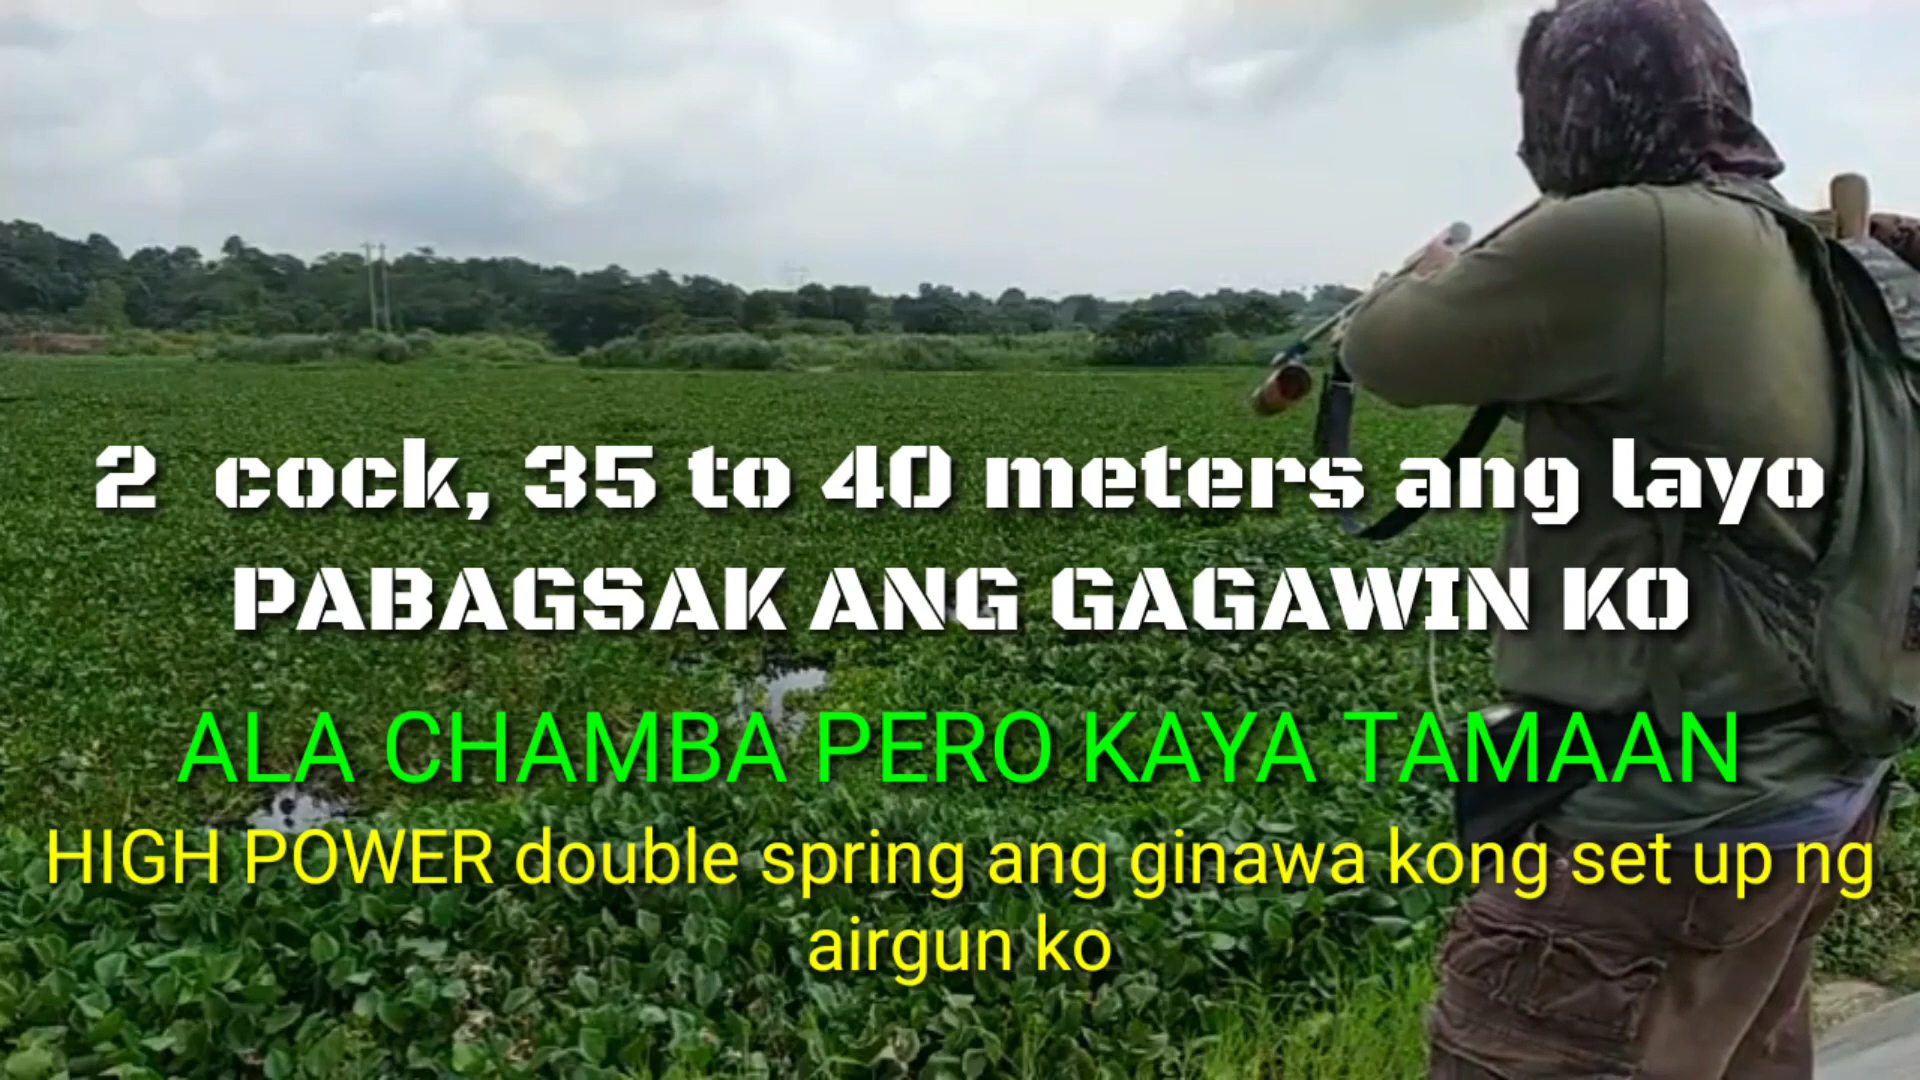 2 cock, 35 to 40 meters ang layo
PABAGSAK ANG GAGAWIN KO
ALA CHAMBA PERO KAYA TAMAAN
HIGH POWER double spring ang ginawa kong set up ng
airgun ko